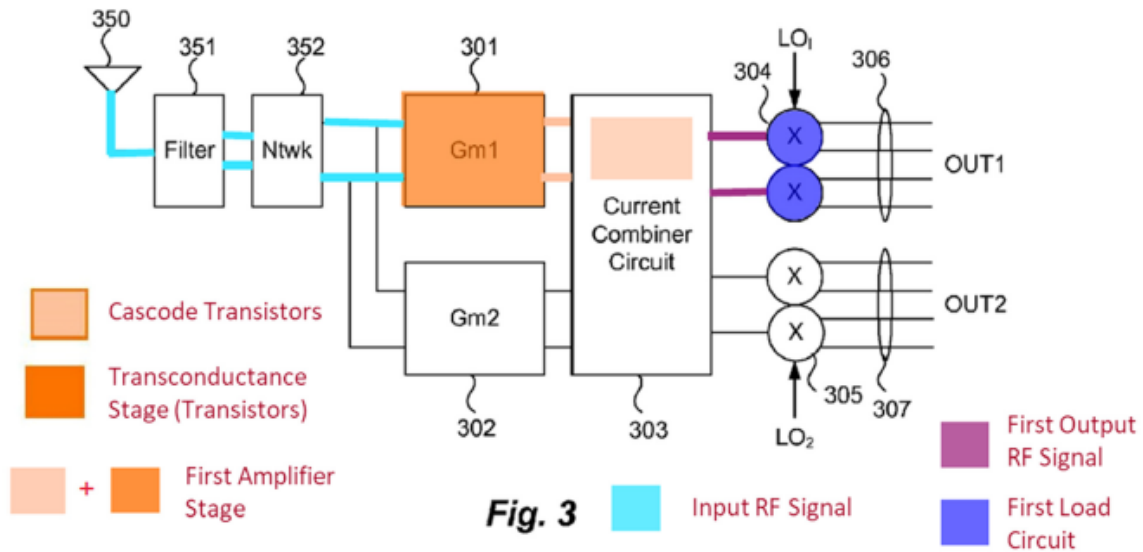 350
351
352
301
LO₁
304
306
Filter
Ntwk
Gm1
X
X
OUT1
Current
Combiner
Circuit
Gm2
X
X
OUT2
302
303
305
307
LO₂
Cascode Transistors
Transconductance
Stage (Transistors)
+
First Amplifier
Stage
Fig. 3
Input RF Signal
First Output
RF Signal
First Load
Circuit